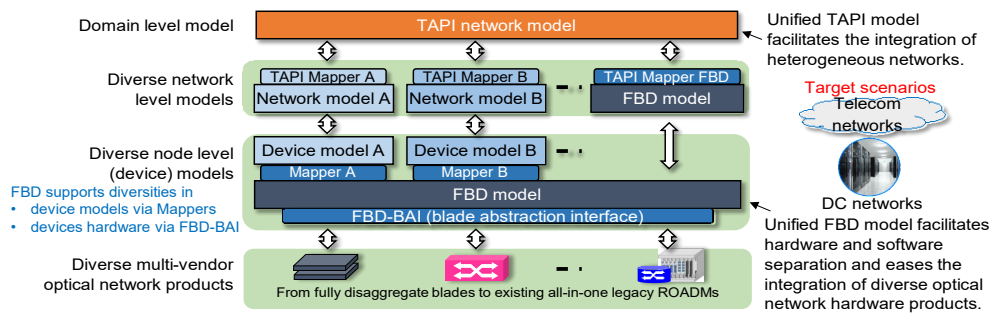 Domain level model
TAPI network model
Unified TAPI model
facilitates the integration of
heterogeneous networks.
Diverse network
level models
TAPI Mapper A
Network model A
TAPI Mapper B
Network model B
TAPI Mapper FBD
FBD model
Target scenarios
Telecom
networks
DC networks
Diverse node level
(device) models
Device model A
Mapper A
Device model B
Mapper B
FBD model
FBD-BAI (blade abstraction interface)
FBD supports diversities in
• device models via Mappers
• devices hardware via FBD-BAI
Unified FBD model facilitates
hardware and software
separation and eases the
integration of diverse optical
network hardware products.
Diverse multi-vendor
optical network products
From fully disaggregate blades to existing all-in-one legacy ROADMs